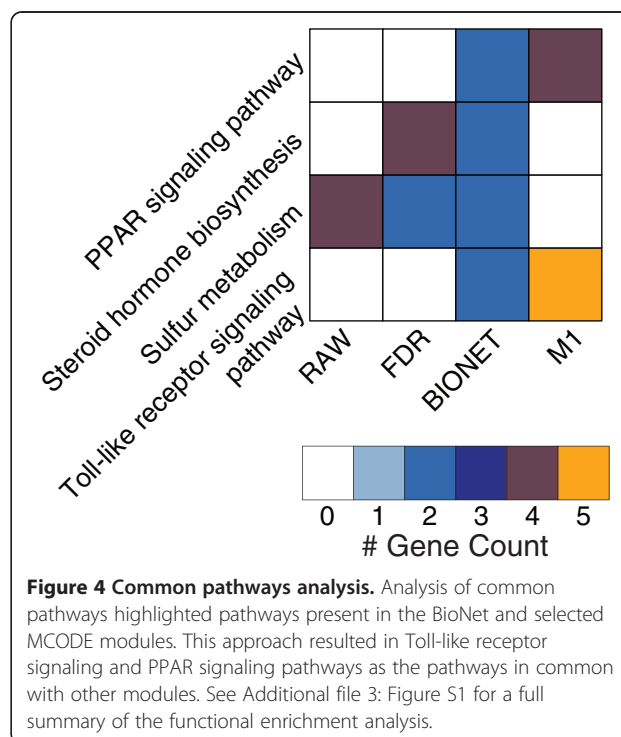 PPAR signaling pathway
Steroid hormone biosynthesis
Sulfur metabolism
Toll-like receptor signaling
pathway
RAW
FDR
BIONET
M1
0 1 2 3 4 5
# Gene Count
Figure 4 Common pathways analysis. Analysis of common
pathways highlighted pathways present in the BioNet and selected
MCODE modules. This approach resulted in Toll-like receptor
signaling and PPAR signaling pathways as the pathways in common
with other modules. See Additional file 3: Figure S1 for a full
summary of the functional enrichment analysis.